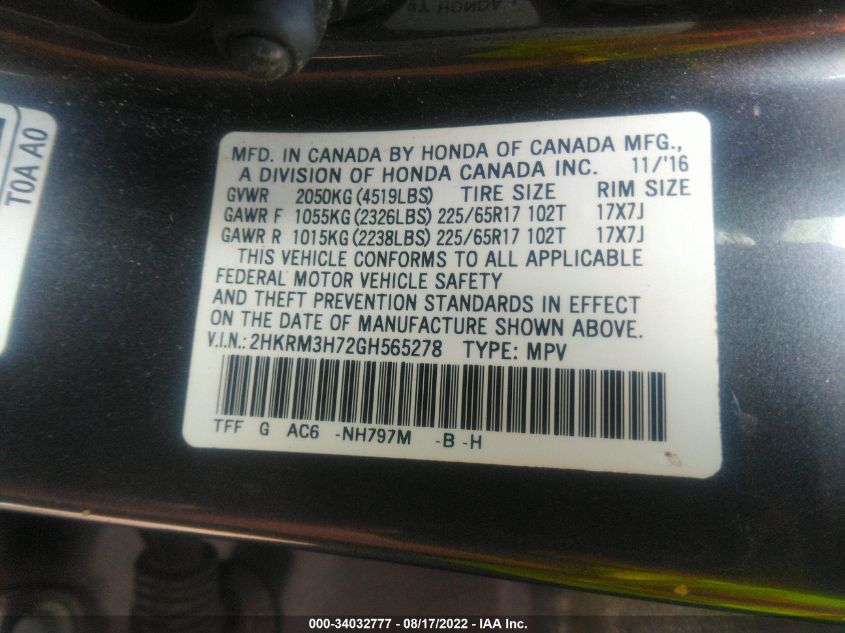 MFD. IN CANADA BY HONDA OF CANADA MFG.,
A DIVISION OF HONDA CANADA INC. 11/'16
GVWR 2050KG (4519LBS) TIRE SIZE RIM SIZE
GAWR F 1055KG (2326LBS) 225/65R17 102T 17X7J
GAWR R 1015KG (2238LBS) 225/65R17 102T 17X7J
THIS VEHICLE CONFORMS TO ALL APPLICABLE
FEDERAL MOTOR VEHICLE SAFETY
AND THEFT PREVENTION STANDARDS IN EFFECT
ON THE DATE OF MANUFACTURE SHOWN ABOVE.
V.I.N.: 2HKRM3H72GH565278 TYPE: MPV
TFF G AC6 -NH797M -B -H
T0A A0
000-34032777 - 08/17/2022 - IAA Inc.